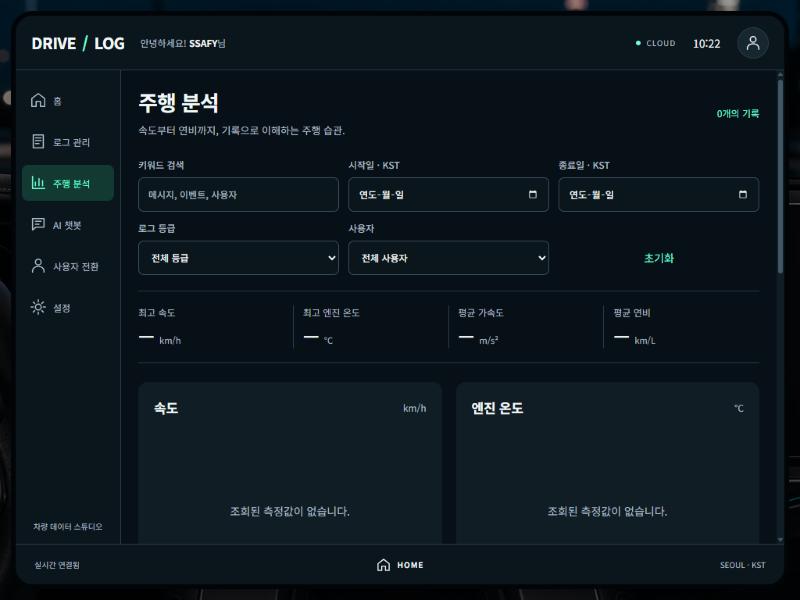 DRIVE / LOG
안녕하세요! SSAFY님
CLOUD
10:22
홈
로그 관리
주행 분석
AI 챗봇
사용자 전환
설정
차량 데이터 스튜디오
주행 분석
속도부터 연비까지, 기록으로 이해하는 주행 습관.
0개의 기록
키워드 검색
시작일 · KST
종료일 · KST
메시지, 이벤트, 사용자
연도-월-일
연도-월-일
로그 등급
사용자
전체 등급
전체 사용자
초기화
최고 속도
최고 엔진 온도
평균 가속도
평균 연비
— km/h
— °C
— m/s²
— km/L
속도
km/h
엔진 온도
°C
조회된 측정값이 없습니다.
조회된 측정값이 없습니다.
실시간 연결됨
HOME
SEOUL · KST